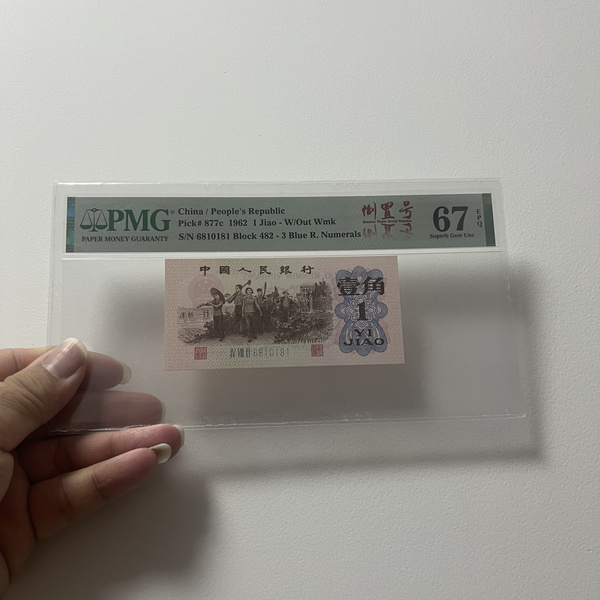 PMG
PAPER MONEY GUARANTY
China / People's Republic
Pick# 877c 1962 1 Jiao - W/Out Wmk
S/N 6810181 Block 482 - 3 Blue R. Numerals
倒置号
67 EPQ
Superb Gem Unc
中國人民銀行
壹角
1
YI
JIAO
6810181